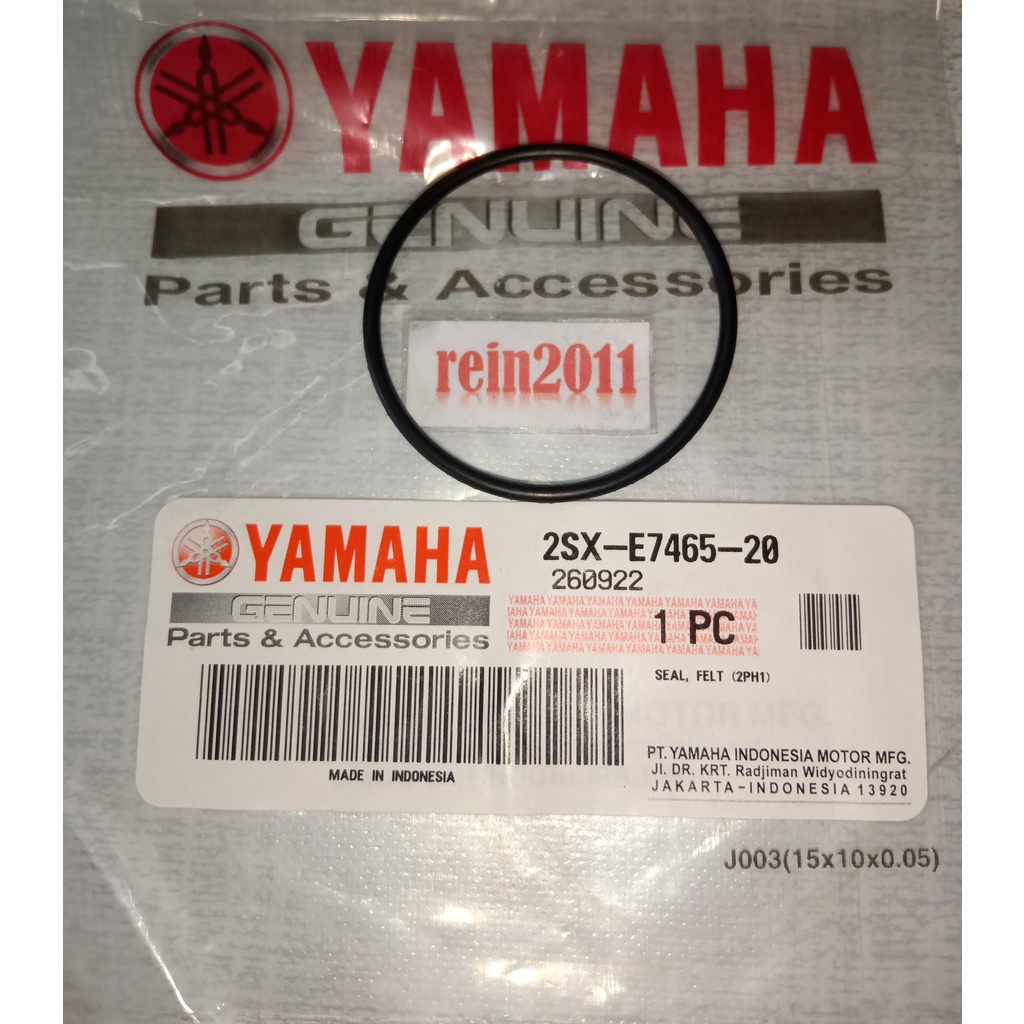 YAMAHA
GENUINE
Parts & Accessories
rein2011
YAMAHA
GENUINE
Parts & Accessories
2SX-E7465-20
260922
1 PC
SEAL, FELT (2PH1)
MADE IN INDONESIA
PT. YAMAHA INDONESIA MOTOR MFG.
Jl. DR. KRT. Radjiman Widyodiningrat
JAKARTA-INDONESIA 13920
J003(15x10x0.05)